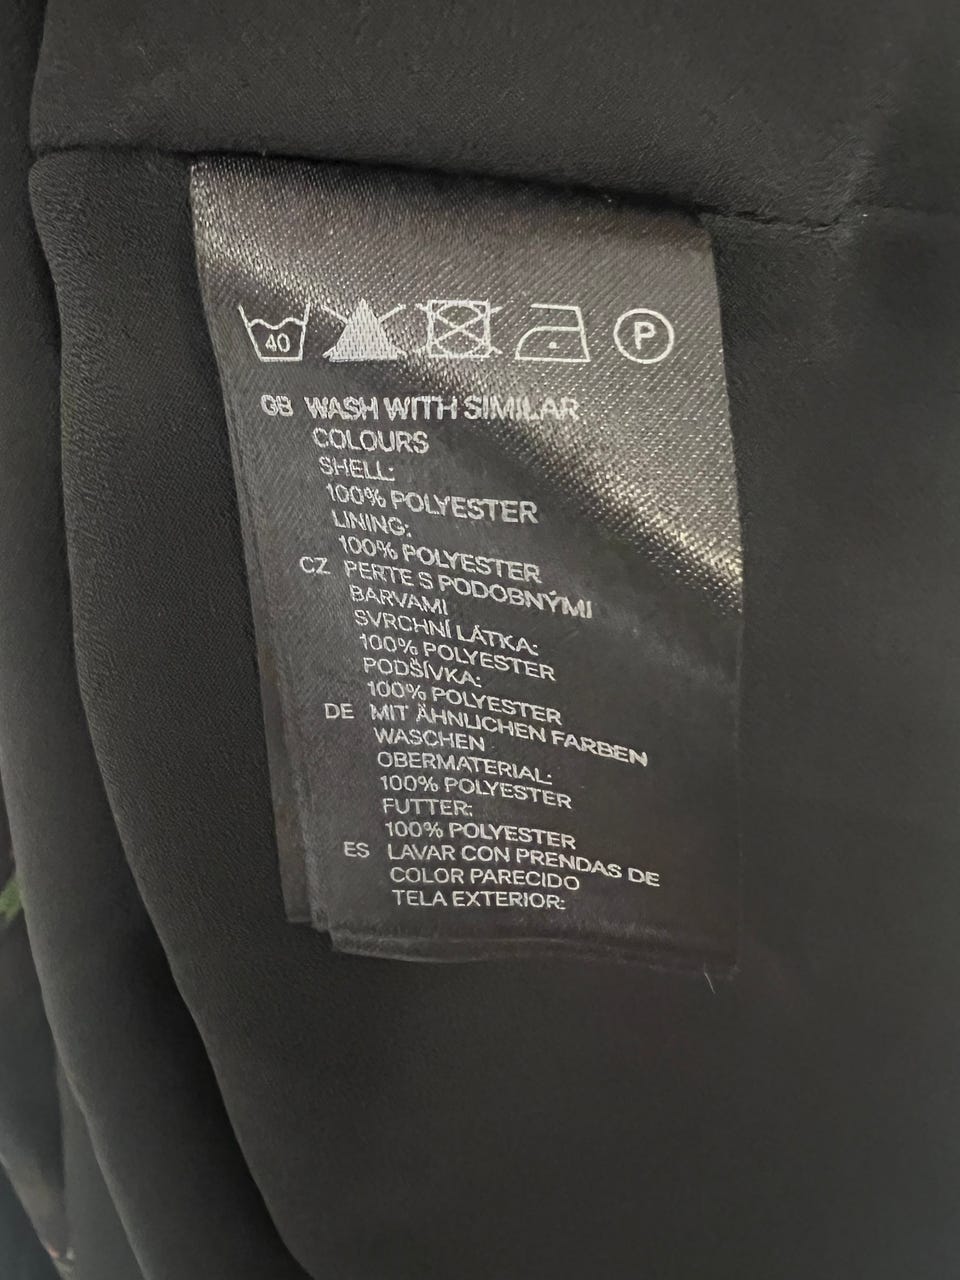 40
P
GB WASH WITH SIMILAR
COLOURS
SHELL:
100% POLYESTER
LINING:
100% POLYESTER
CZ PERTE S PODOBNÝMI
BARVAMI
SVRCHNÍ LÁTKA:
100% POLYESTER
PODŠÍVKA:
100% POLYESTER
DE MIT ÄHNLICHEN FARBEN
WASCHEN
OBERMATERIAL:
100% POLYESTER
FUTTER:
100% POLYESTER
ES LAVAR CON PRENDAS DE
COLOR PARECIDO
TELA EXTERIOR: